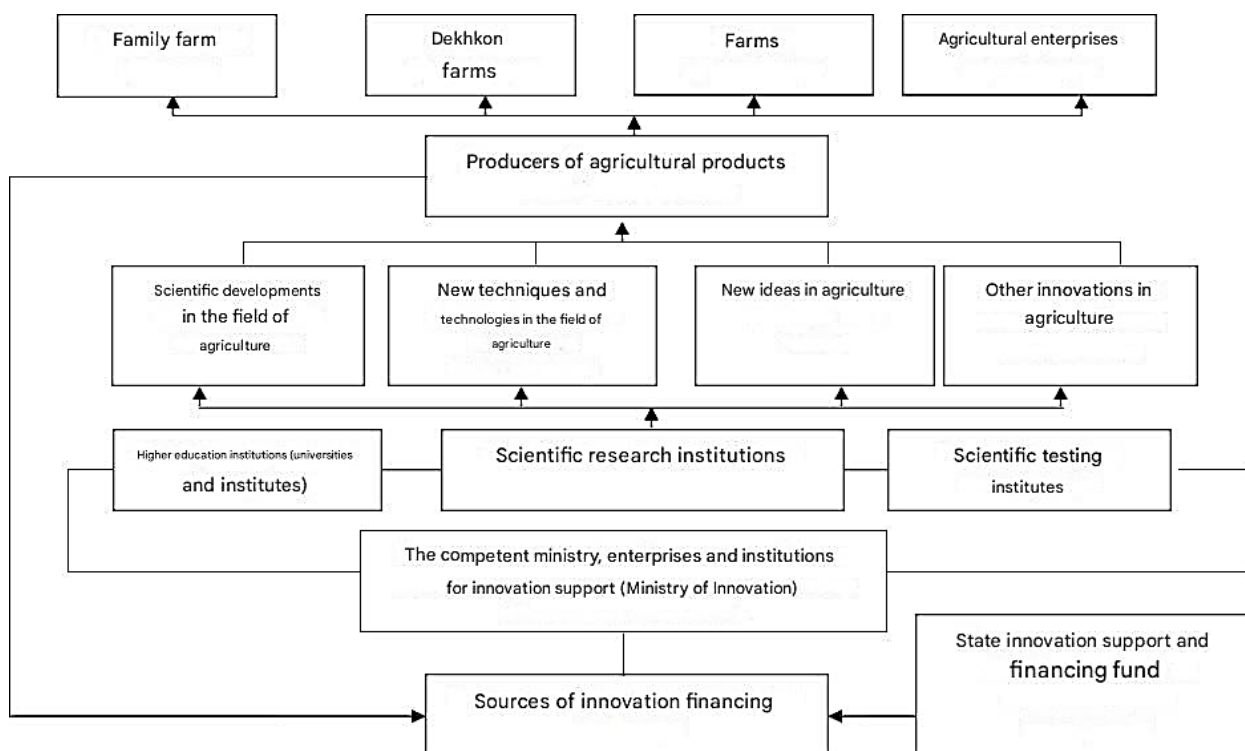 Family farm
Dekhkon
farms
Farms
Agricultural enterprises
Producers of agricultural products
Scientific developments
in the field of
agriculture
New techniques and
technologies in the field of
agriculture
New ideas in agriculture
Other innovations in
agriculture
Higher education institutions (universities
and institutes)
Scientific research institutions
Scientific testing
institutes
The competent ministry, enterprises and institutions
for innovation support (Ministry of Innovation)
State innovation support and
financing fund
Sources of innovation financing